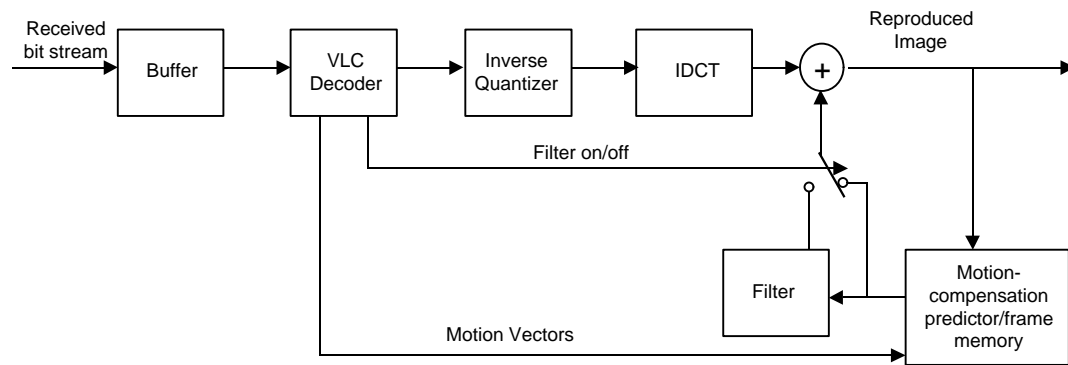 Received
bit stream
Buffer
VLC
Decoder
Inverse
Quantizer
IDCT
+
Reproduced
Image
Filter on/off
Filter
Motion-
compensation
predictor/frame
memory
Motion Vectors